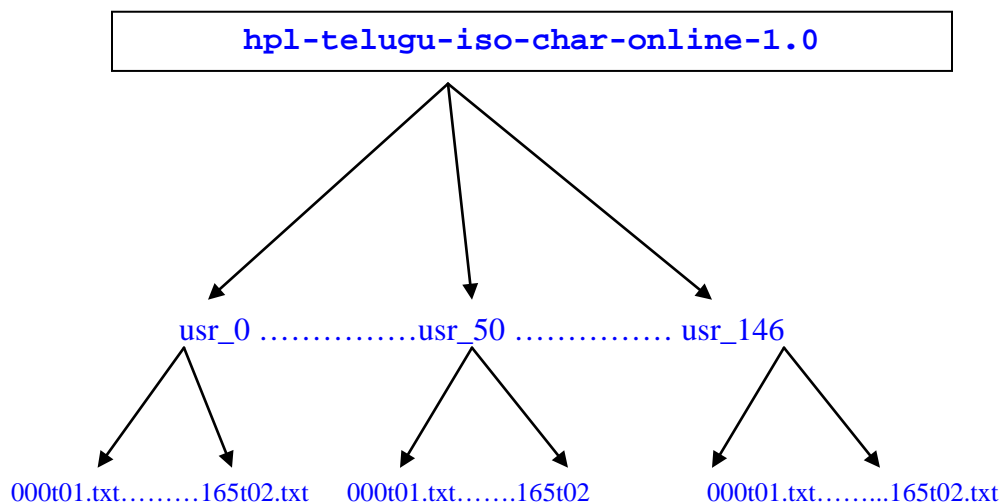 hpl-telugu-iso-char-online-1.0
usr_0 ……………usr_50 …………… usr_146
000t01.txt………165t02.txt 000t01.txt…….165t02 000t01.txt……..165t02.txt